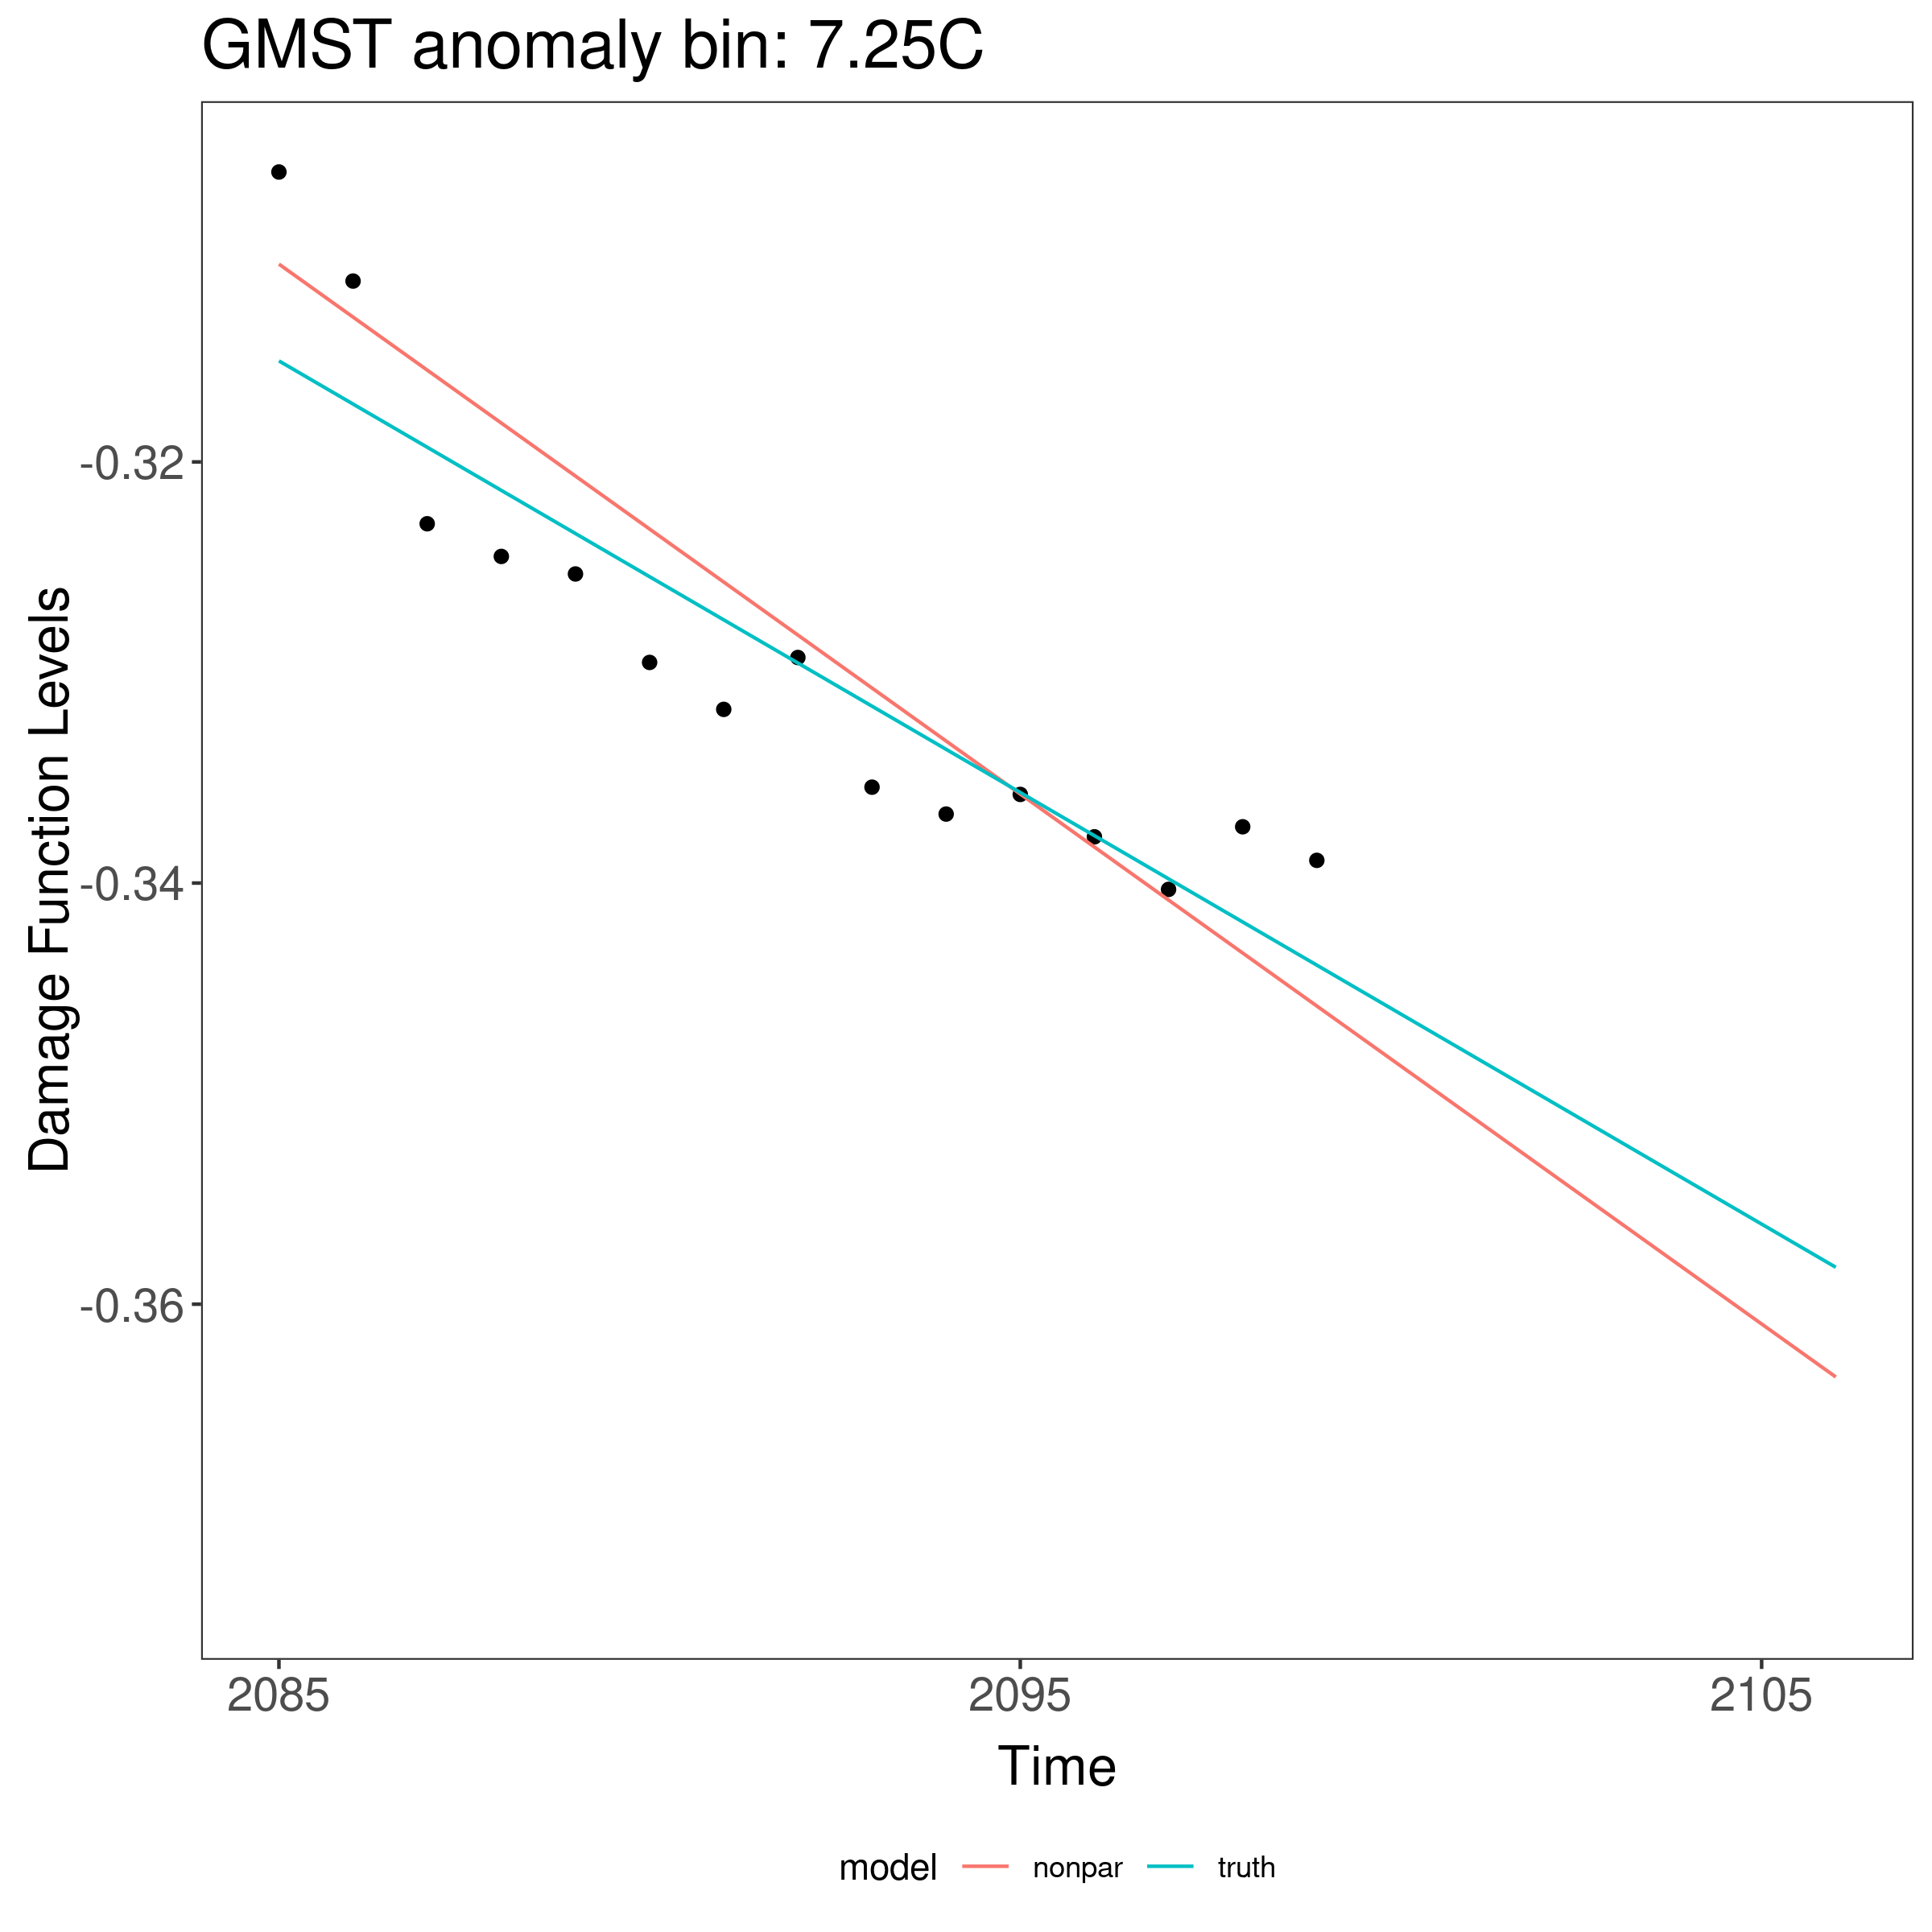 GMST anomaly bin: 7.25C
Damage Function Levels
-0.32
-0.34
-0.36
2085 2095 2105
Time
model nonpar truth